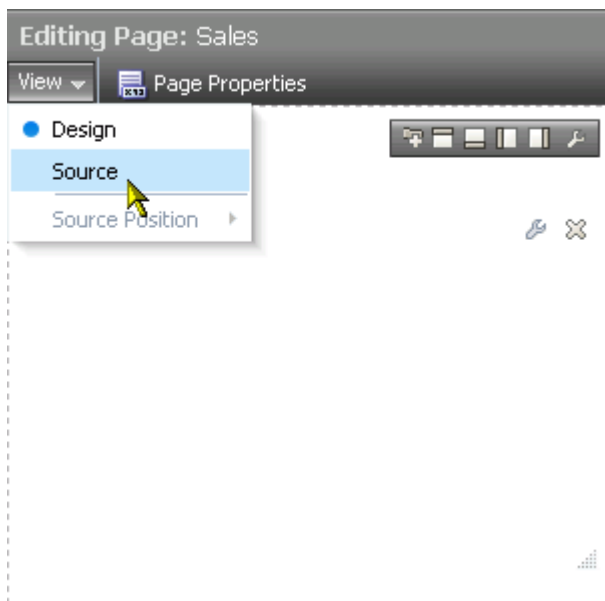 Editing Page: Sales
View Page Properties
Design
Source
Source Position